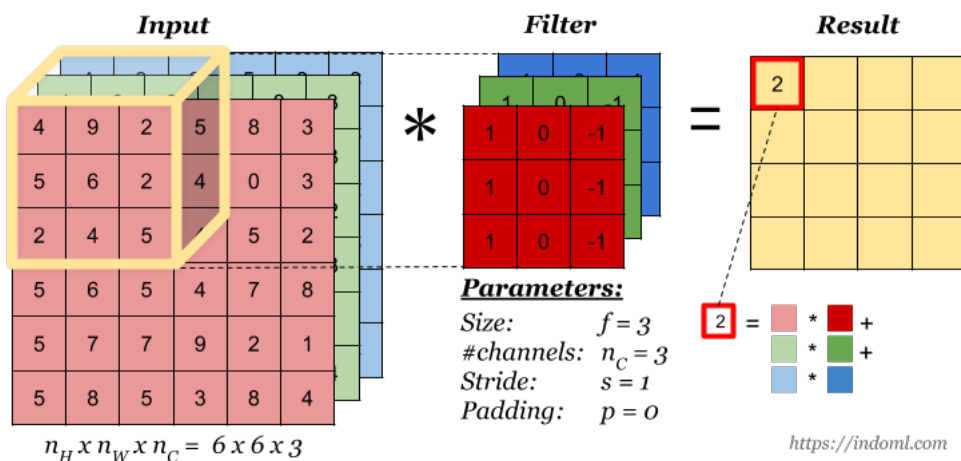 Input Filter Result
4 9 2 5 8 3
5 6 2 4 0 3
2 4 5 5 2
5 6 5 4 7 8
5 7 7 9 2 1
5 8 5 3 8 4
*
1 0 -1
1 0 -1
1 0 -1
1 0 -1
=
2
n_H x n_W x n_C = 6 x 6 x 3
Parameters:
Size: f = 3
#channels: n_C = 3
Stride: s = 1
Padding: p = 0
2 = * +
* +
*
https://indoml.com